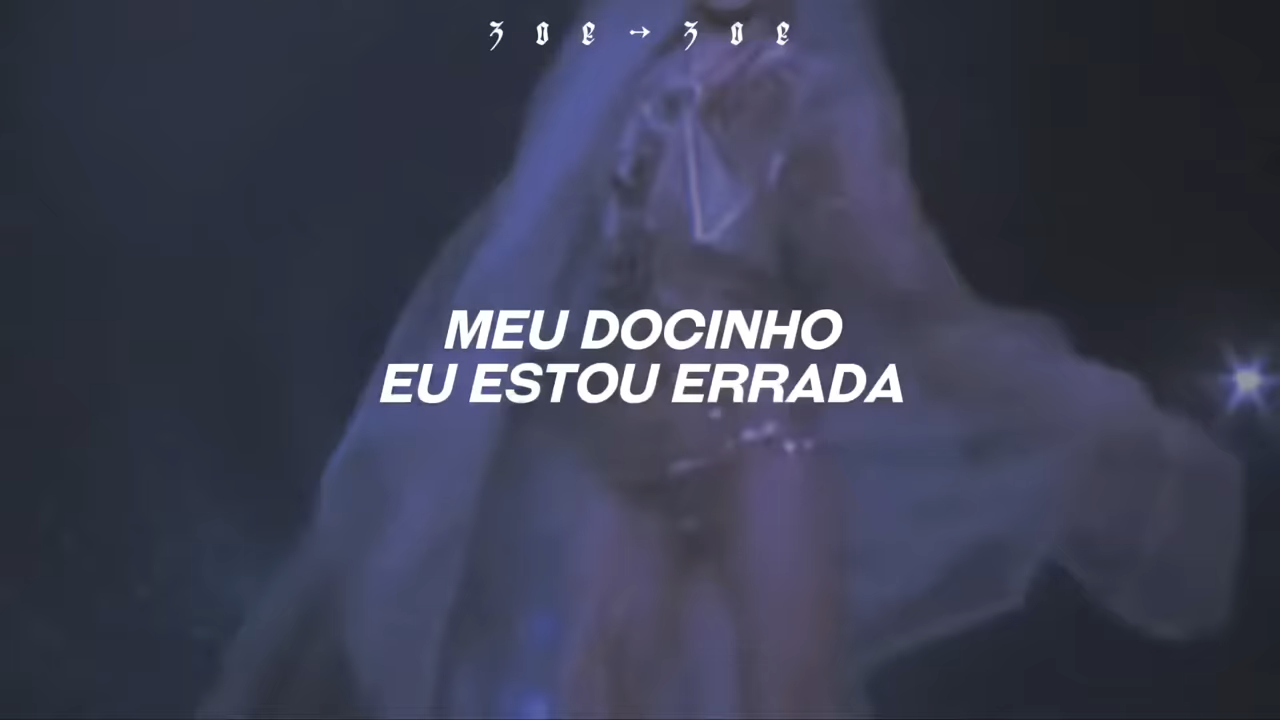 Z O E → Z O E
MEU DOCINHO
EU ESTOU ERRADA